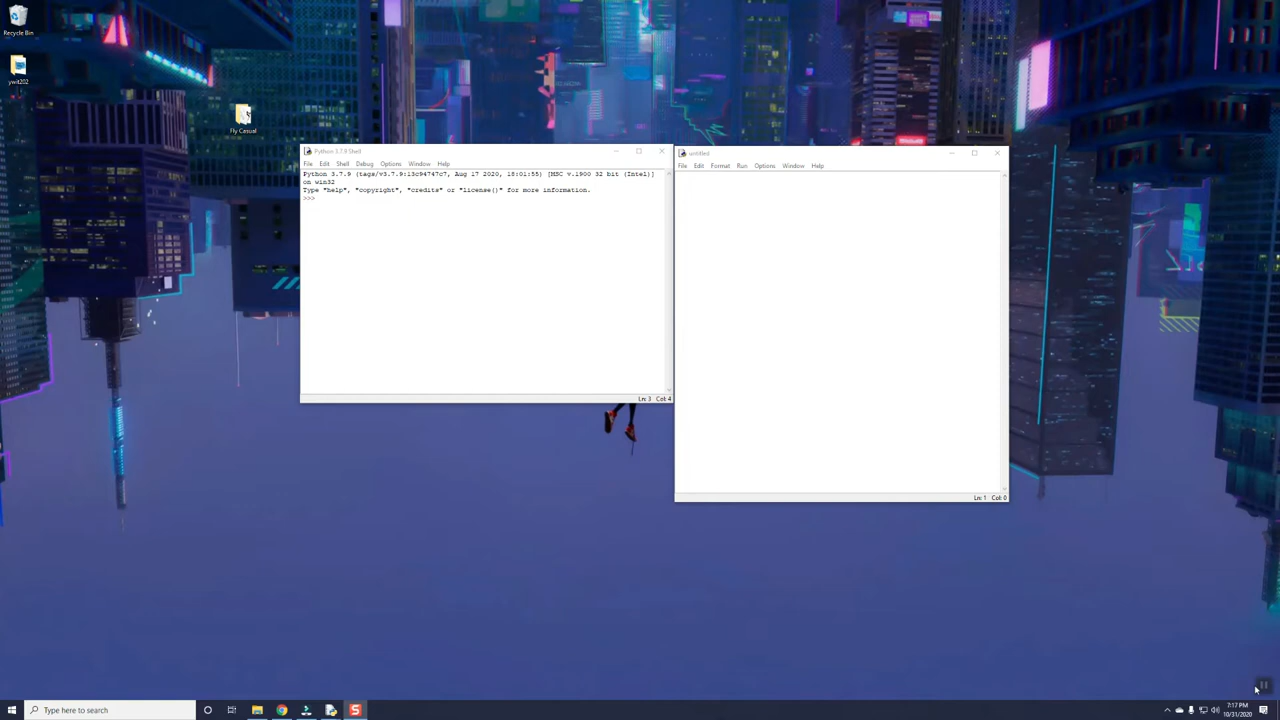 Recycle Bin
ywit202
Fly Casual
Python 3.7.9 Shell
File Edit Shell Debug Options Window Help
Python 3.7.9 (tags/v3.7.9:13c94747c7, Aug 17 2020, 18:01:55) [MSC v.1900 32 bit (Intel)]
on win32
Type "help", "copyright", "credits" or "license()" for more information.
>>>
Ln: 3 Col: 4
untitled
File Edit Format Run Options Window Help
Ln: 1 Col: 0
Type here to search
S
7:17 PM
10/31/2020